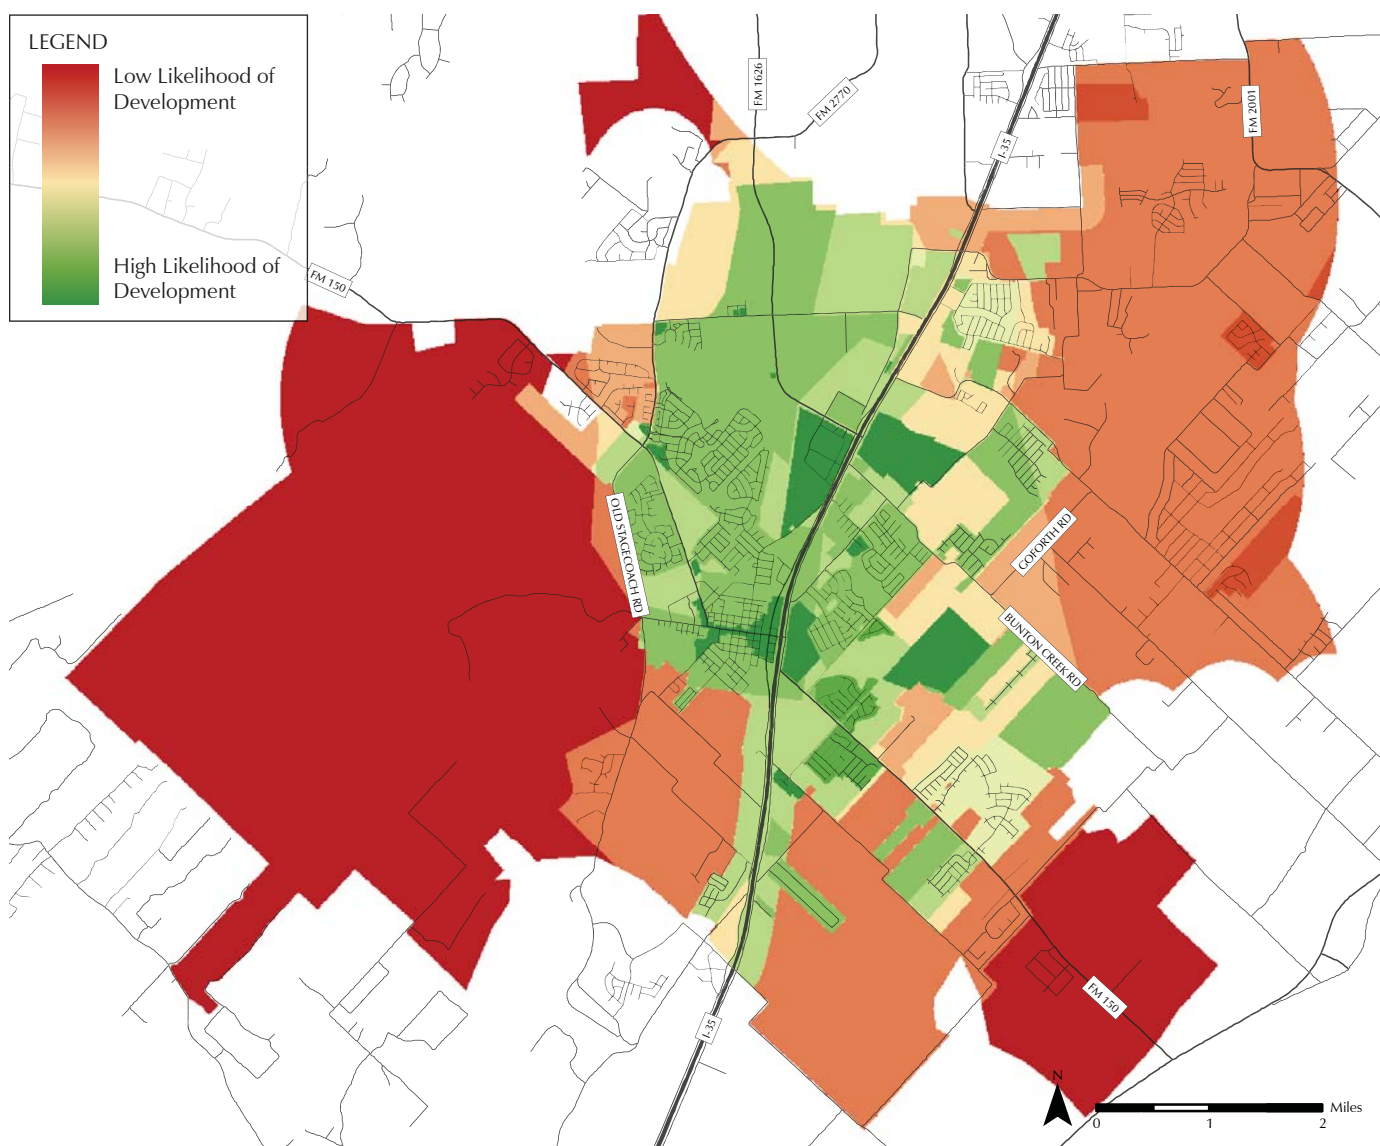 LEGEND
Low Likelihood of
Development
High Likelihood of
Development
FM 1626
FM 2770
I-35
FM 2001
FM 150
OLD STAGECOACH RD
GOFORTH RD
BUNTON CREEK RD
FM 150
I-35
N
Miles
0 1 2